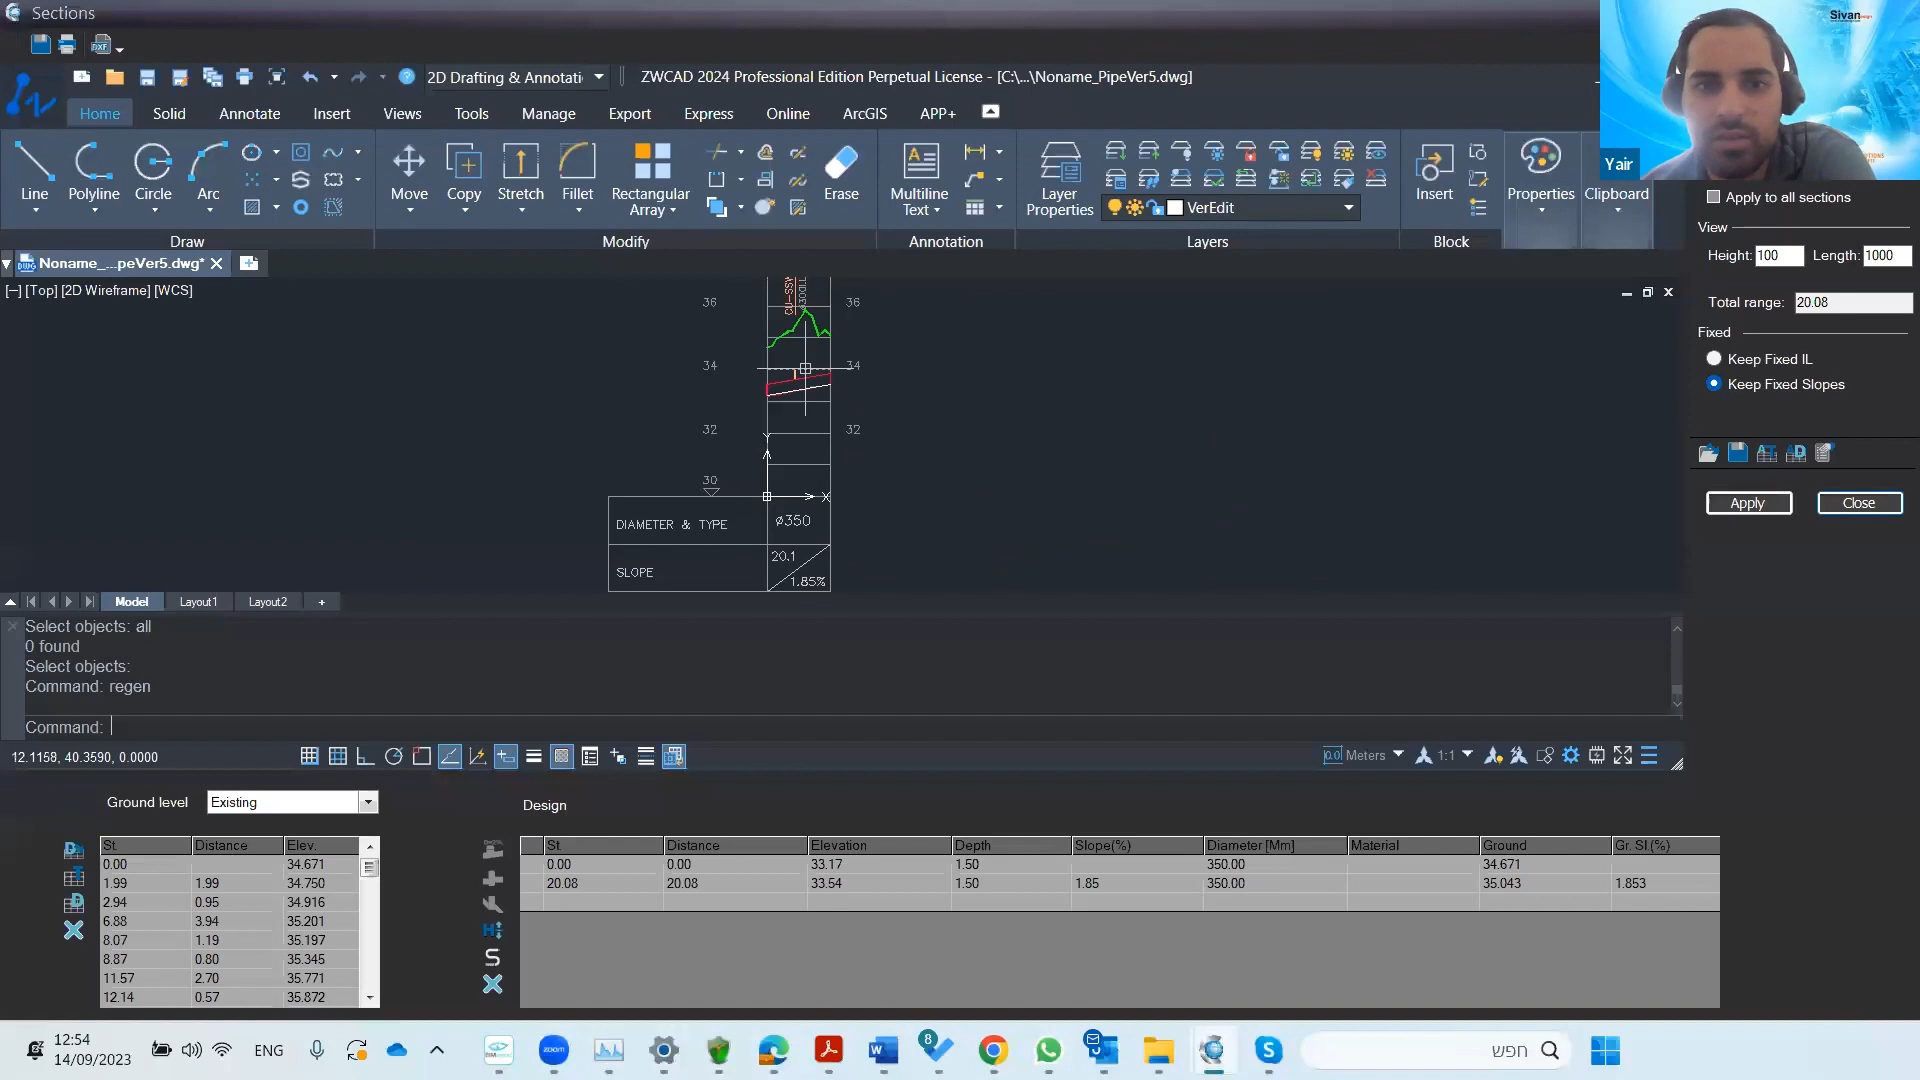 Sections
DXF
2D Drafting & Annotati
ZWCAD 2024 Professional Edition Perpetual License - [C:\...\Noname_PipeVer5.dwg]
Home Solid Annotate Insert Views Tools Manage Export Express Online ArcGIS APP+
Line Polyline Circle Arc Move Copy Stretch Fillet Rectangular Array Erase Multiline Text Layer Properties VerEdit Insert Properties Clipboard
Draw Modify Annotation Layers Block
Sivan
Yair
Noname_...peVer5.dwg*
[─] [Top] [2D Wireframe] [WCS]
Apply to all sections
View
Height: 100 Length: 1000
Total range: 20.08
Fixed
Keep Fixed IL
Keep Fixed Slopes
Apply Close
36 36
34 34
32 32
30
Y
X
DIAMETER & TYPE ø350
SLOPE 20.1 1.85%
Model Layout1 Layout2 +
Select objects: all
0 found
Select objects:
Command: regen
Command:
12.1158, 40.3590, 0.0000
Meters 1:1
Ground level Existing
Design
St. Distance Elev.
0.00 34.671
1.99 1.99 34.750
2.94 0.95 34.916
6.88 3.94 35.201
8.07 1.19 35.197
8.87 0.80 35.345
11.57 2.70 35.771
12.14 0.57 35.872
St. Distance Elevation Depth Slope(%) Diameter [Mm] Material Ground Gr. Sl.(%)
0.00 0.00 33.17 1.50 350.00 34.671
20.08 20.08 33.54 1.50 1.85 350.00 35.043 1.853
12:54
14/09/2023
ENG
zoom
8
חפש